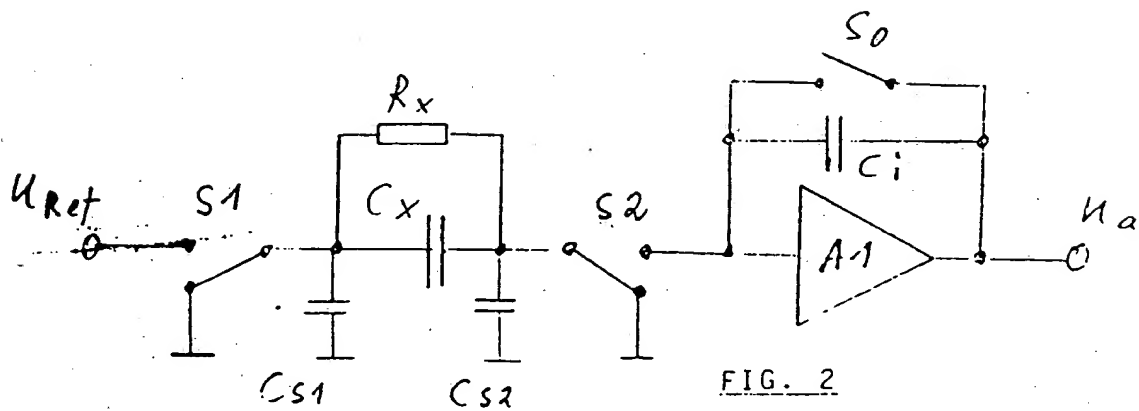 S0
Rx
Ci
URef
S1
Cx
S2
Ua
A1
Cs1
Cs2
FIG. 2